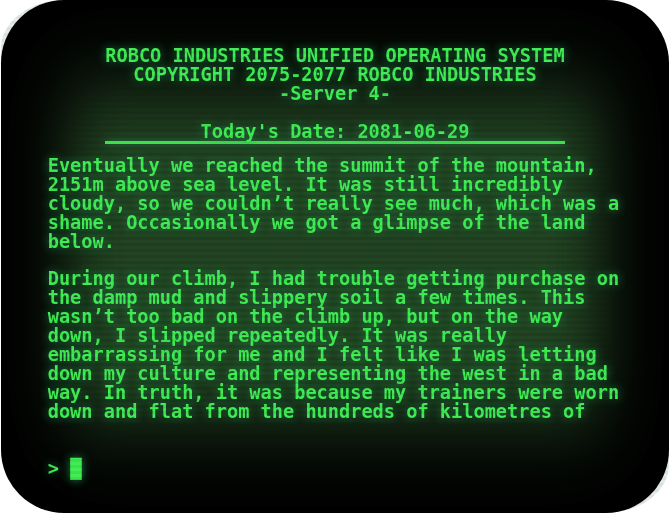 ROBCO INDUSTRIES UNIFIED OPERATING SYSTEM
COPYRIGHT 2075-2077 ROBCO INDUSTRIES
-Server 4-
Today's Date: 2081-06-29
Eventually we reached the summit of the mountain,
2151m above sea level. It was still incredibly
cloudy, so we couldn’t really see much, which was a
shame. Occasionally we got a glimpse of the land
below.
During our climb, I had trouble getting purchase on
the damp mud and slippery soil a few times. This
wasn’t too bad on the climb up, but on the way
down, I slipped repeatedly. It was really
embarrassing for me and I felt like I was letting
down my culture and representing the west in a bad
way. In truth, it was because my trainers were worn
down and flat from the hundreds of kilometres of
>